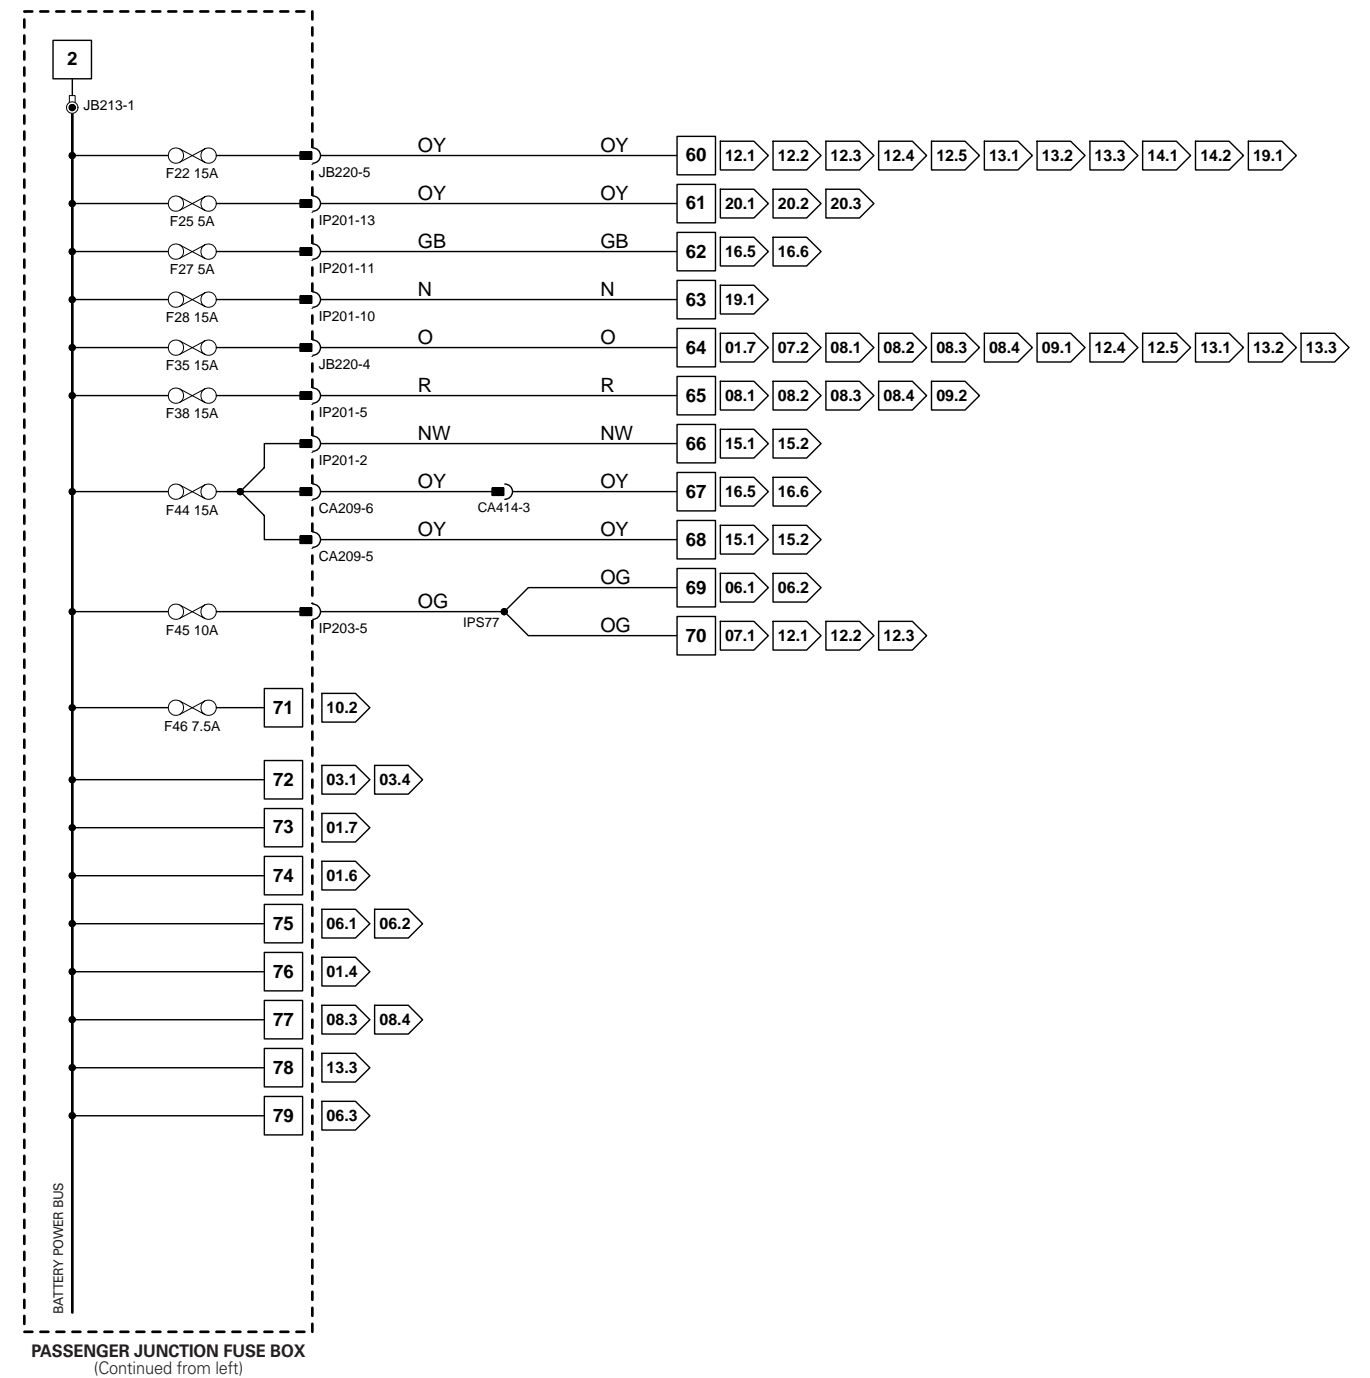 2
JB213-1
OY OY 60 12.1 12.2 12.3 12.4 12.5 13.1 13.2 13.3 14.1 14.2 19.1
F22 15A JB220-5
OY OY 61 20.1 20.2 20.3
F25 5A IP201-13
GB GB 62 16.5 16.6
F27 5A IP201-11
N N 63 19.1
F28 15A IP201-10
O O 64 01.7 07.2 08.1 08.2 08.3 08.4 09.1 12.4 12.5 13.1 13.2 13.3
F35 15A JB220-4
R R 65 08.1 08.2 08.3 08.4 09.2
F38 15A IP201-5
NW NW 66 15.1 15.2
IP201-2
OY OY 67 16.5 16.6
F44 15A CA209-6 CA414-3
OY OY 68 15.1 15.2
CA209-5
OG 69 06.1 06.2
OG
F45 10A IP203-5 IPS77
OG 70 07.1 12.1 12.2 12.3
71 10.2
F46 7.5A
72 03.1 03.4
73 01.7
74 01.6
75 06.1 06.2
76 01.4
77 08.3 08.4
78 13.3
79 06.3
BATTERY POWER BUS
PASSENGER JUNCTION FUSE BOX
(Continued from left)